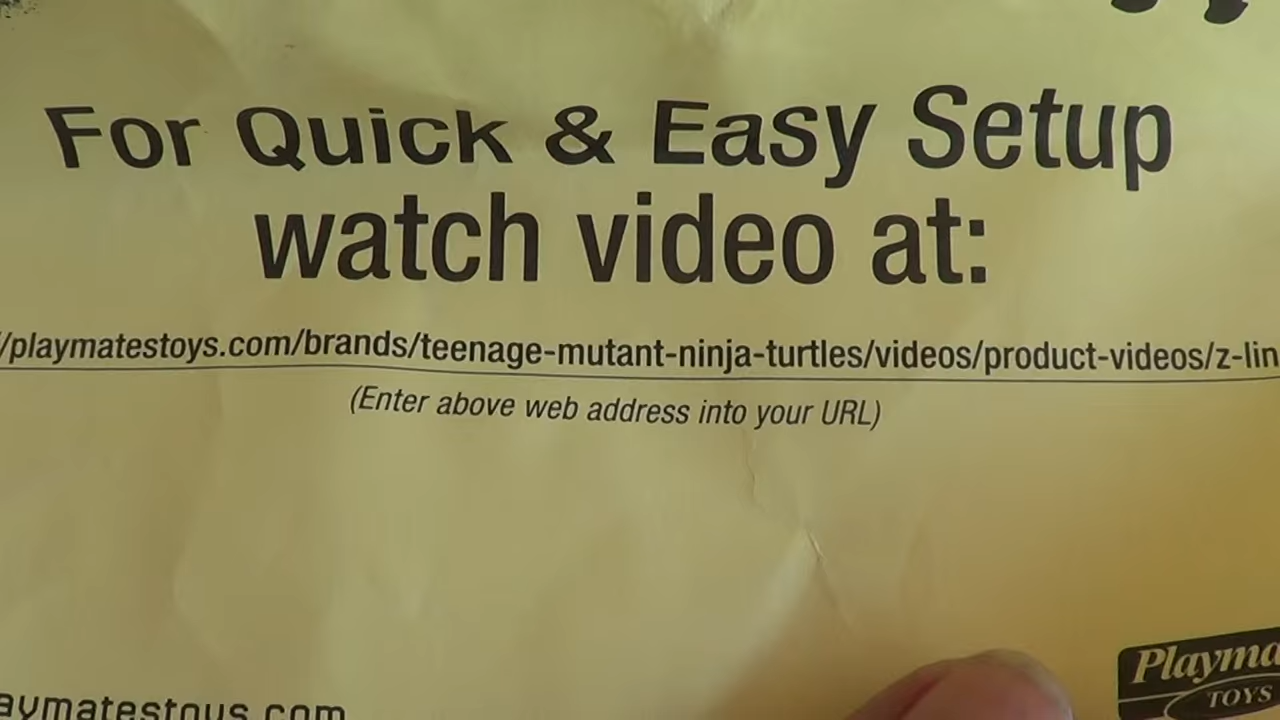 For Quick & Easy Setup
watch video at:
/playmatestoys.com/brands/teenage-mutant-ninja-turtles/videos/product-videos/z-lin
(Enter above web address into your URL)
Playma
TOYS
aymatestoys.com